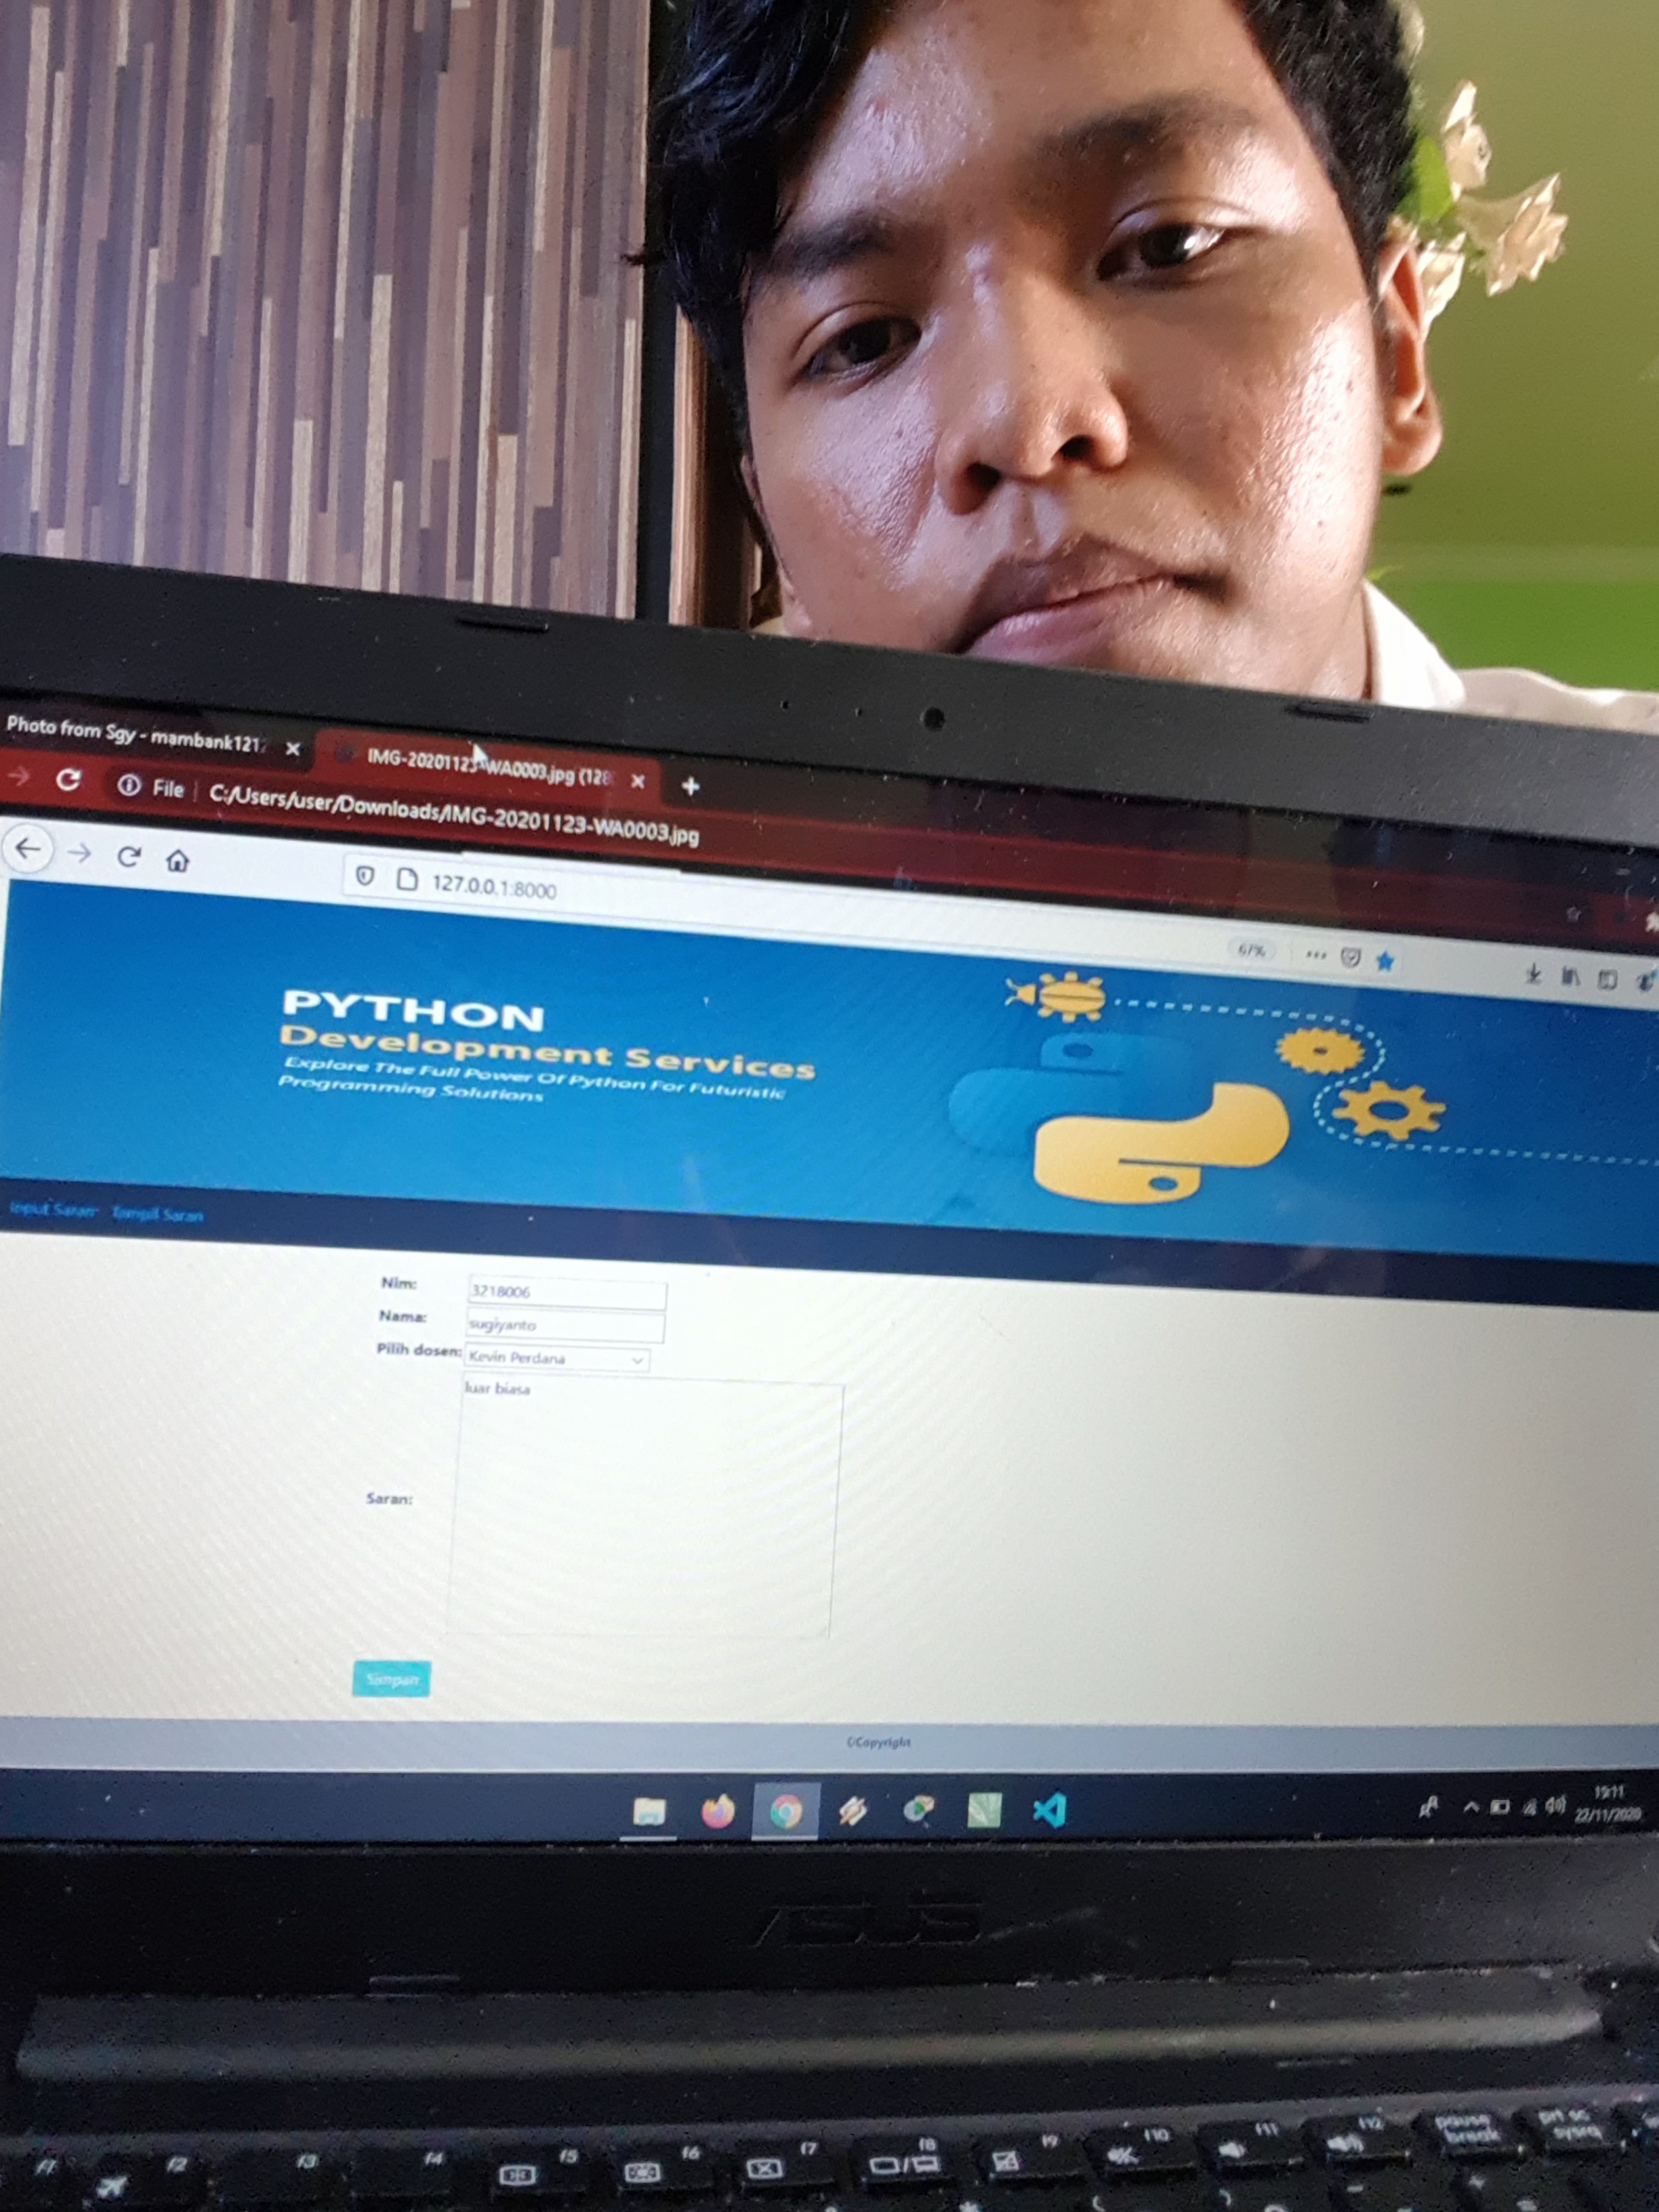 Photo from Sgy - mambank121
IMG-20201123-WA0003.jpg (128
File C:/Users/user/Downloads/IMG-20201123-WA0003.jpg
127.0.0.1:8000
67%
PYTHON
Development Services
Explore The Full Power Of Python For Futuristic
Programming Solutions
Input Saran Tampil Saran
Nim: 3218006
Nama: sugiyanto
Pilih dosen: Kevin Perdana
luar biasa
Saran:
Simpan
©Copyright
15:11
22/11/2020
ASUS
f1 f2 f3 f4 f5 f6 f7 f8 f9 f10 f11 f12 pause break prt sc sysrq